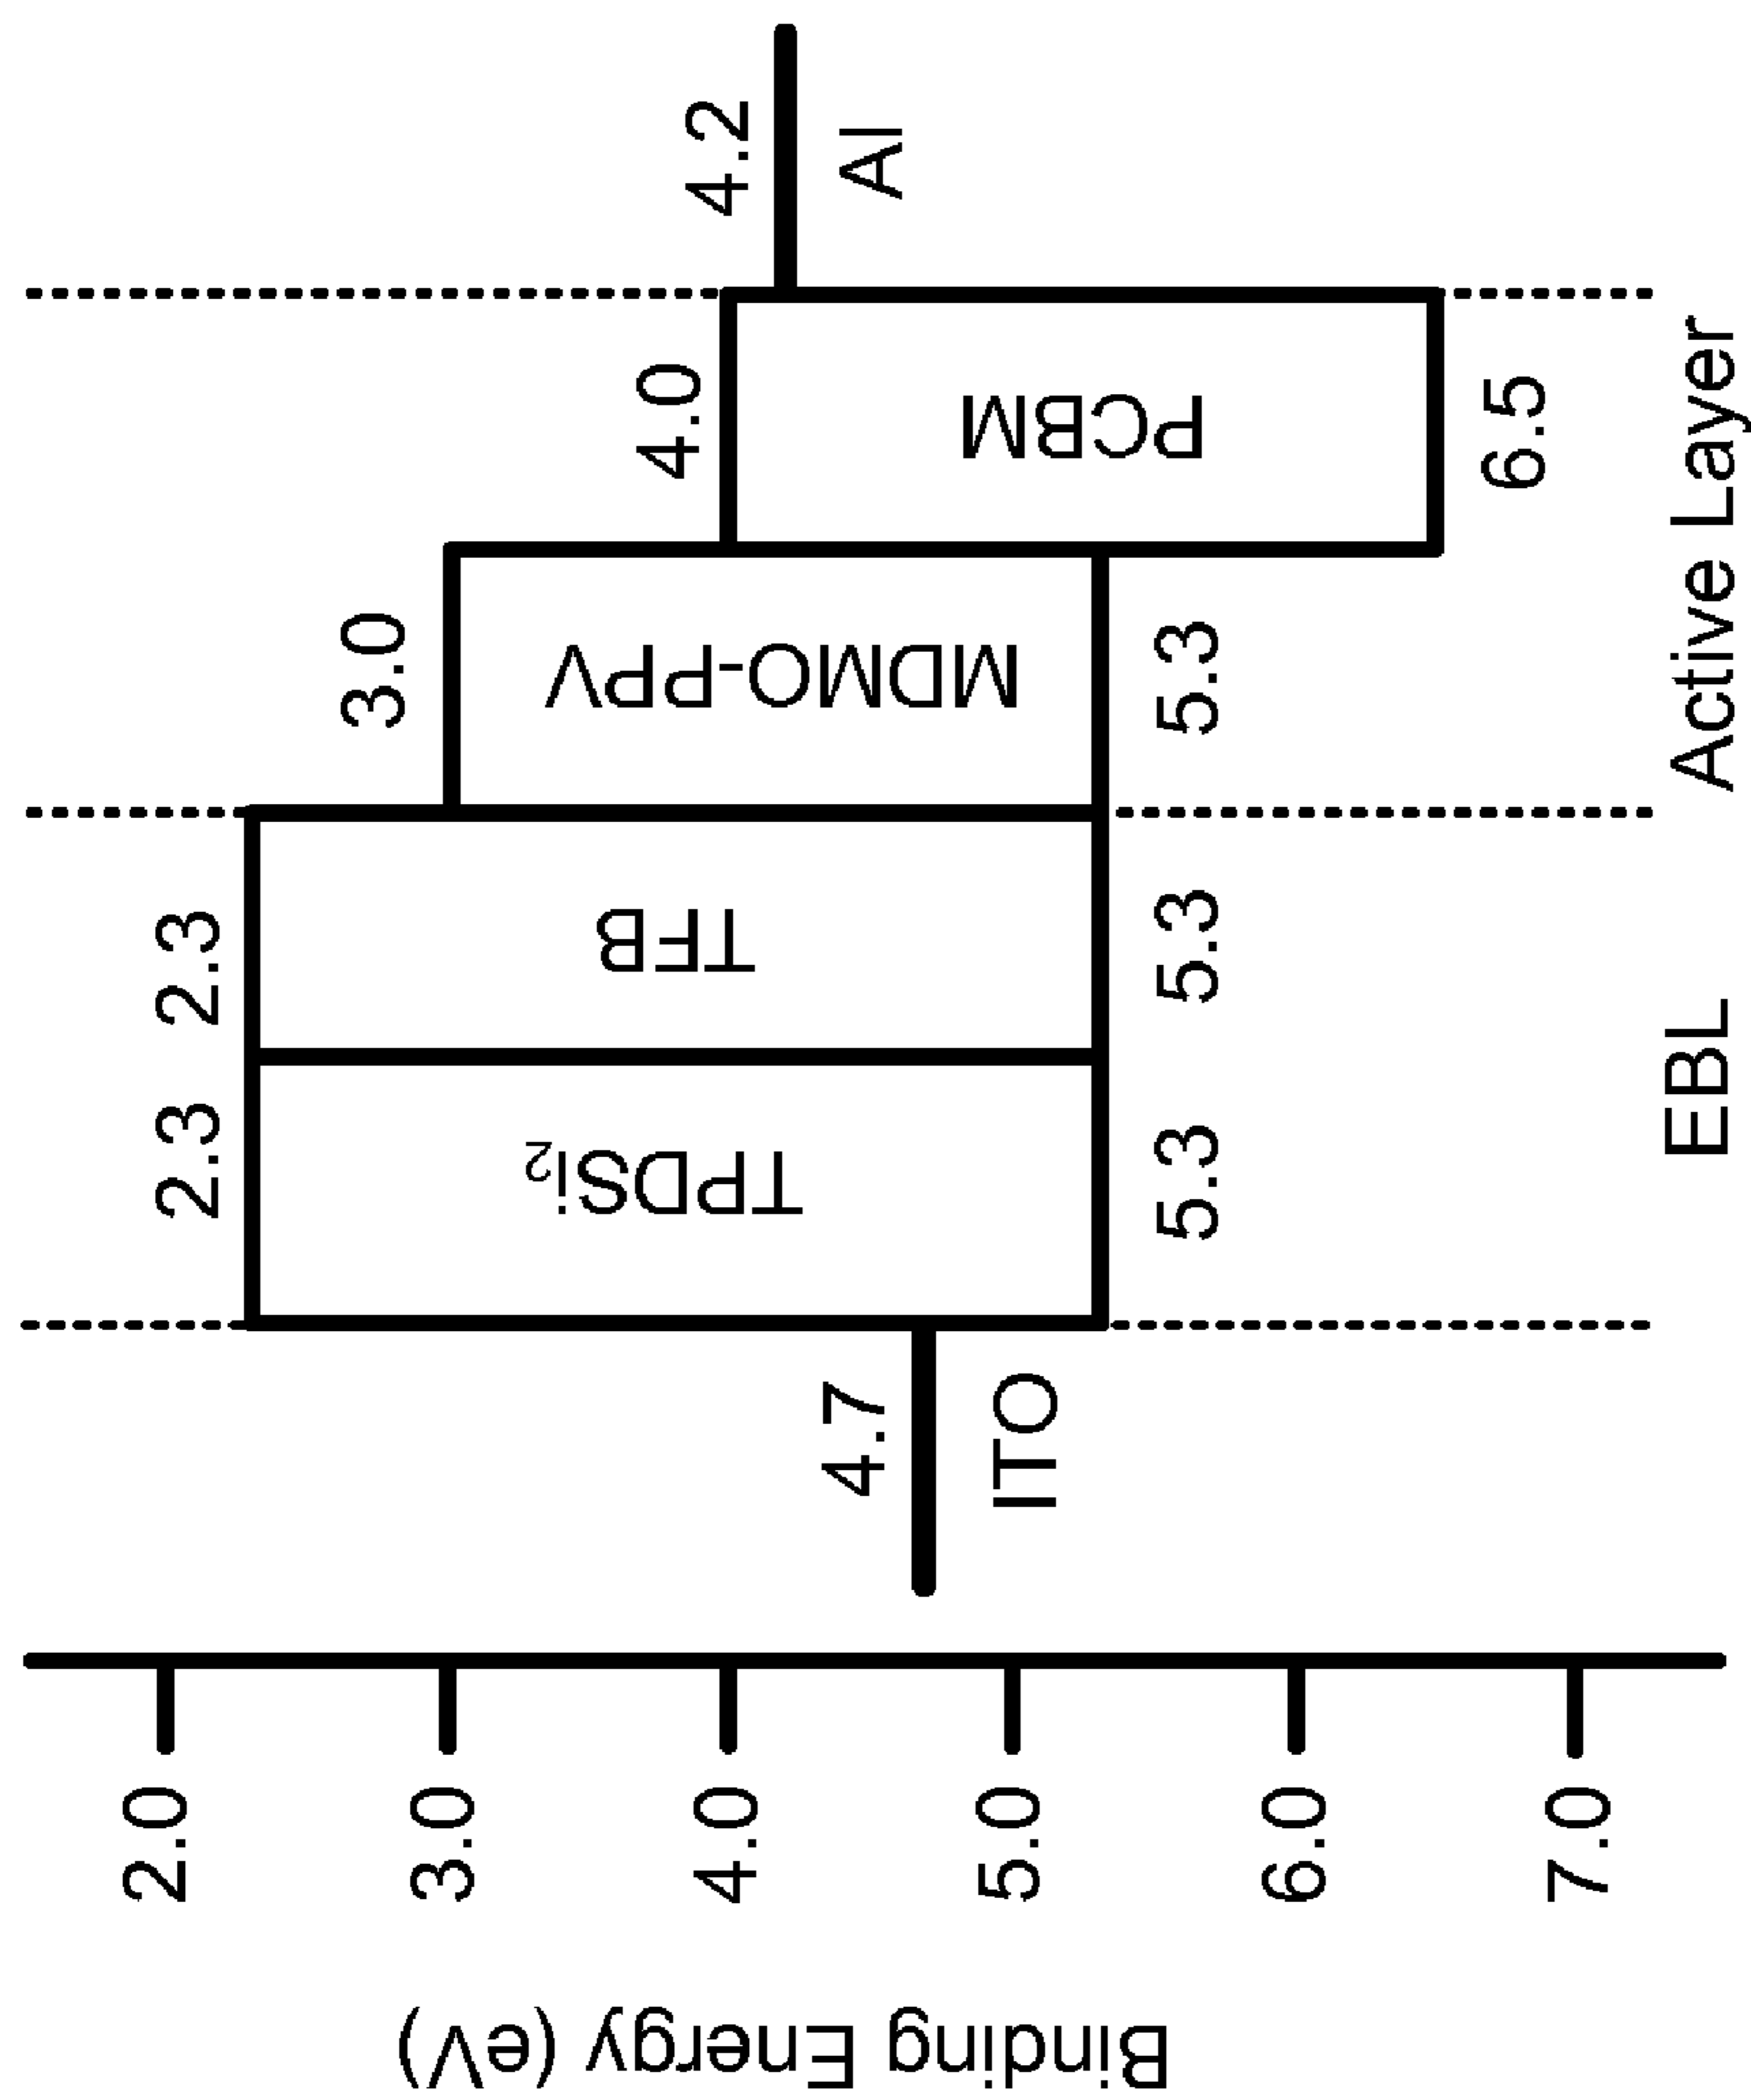 Binding Energy (eV)
2.0
3.0
4.0
5.0
6.0
7.0
4.7
ITO
2.3
TPDSi₂
5.3
2.3
TFB
5.3
EBL
3.0
MDMO-PPV
5.3
4.0
PCBM
6.5
Active Layer
4.2
Al